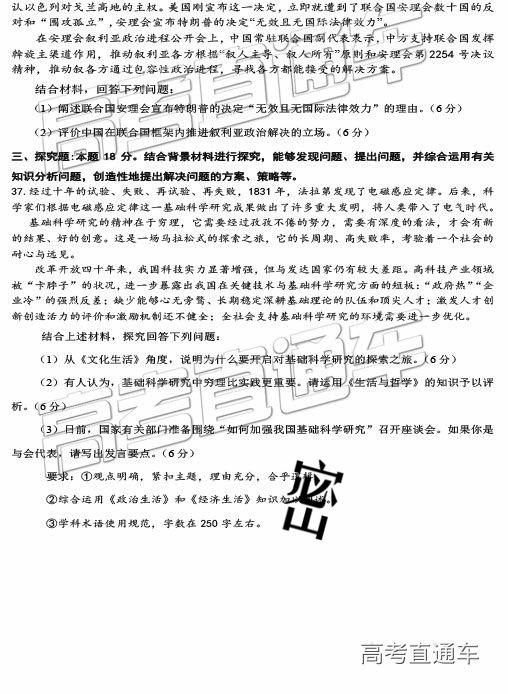 认以色列对戈兰高地的主权。美国刚宣布这一决定，立即就遭到了联合国安理会数十国的反
对和“围攻孤立”，安理会宣布特朗普的决定“无效且无国际法律效力”。
在安理会叙利亚政治进程公开会上，中国常驻联合国副代表表示，中方支持联合国发挥
斡旋主渠道作用，推动叙利亚各方根据“叙人主导、叙人所有”原则和安理会第 2254 号决议
精神，推动叙各方通过包容性政治进程，寻找各方都能接受的解决方案。
结合材料，回答下列问题：
（1）阐述联合国安理会宣布特朗普的决定“无效且无国际法律效力”的理由。（6 分）
（2）评价中国在联合国框架内推进叙利亚政治解决的立场。（6 分）
三、探究题:本题 18 分。结合背景材料进行探究，能够发现问题、提出问题，并综合运用有关
知识分析问题，创造性地提出解决问题的方案、策略等。
37.经过十年的试验、失败、再试验、再失败，1831 年，法拉第发现了电磁感应定律。后来，科
学家们根据电磁感应定律这一基础科学研究成果做出了许多重大发明，将人类带入了电气时代。
基础科学研究的精神在于穷理，它需要经过孜孜不倦的努力，需要有深度的看法，才会有新
的结果、好的创意。这是一场马拉松式的探索之旅，它的长周期、高失败率，考验着一个社会的
耐心与远见。
改革开放四十年来，我国科技实力显著增强，但与发达国家仍有较大差距。高科技产业领域
被“卡脖子”的状况，进一步暴露出我国在关键技术与基础科学研究方面的短板：“政府热”“企
业冷”的强烈反差；缺少能够心无旁骛、长期稳定深耕基础理论的队伍和顶尖人才；激发人才创
新创造活力的评价和激励机制还不健全；全社会支持基础科学研究的环境需要进一步优化。
结合上述材料，探究回答下列问题：
（1）从《文化生活》角度，说明为什么要开启对基础科学研究的探索之旅。（6 分）
（2）有人认为，基础科学研究中穷理比实践更重要。请运用《生活与哲学》的知识予以评
析。（6 分）
（3）日前，国家有关部门准备围绕“如何加强我国基础科学研究”召开座谈会。如果你是
与会代表，请写出发言要点。（6 分）
要求：①观点明确，紧扣主题，理由充分，合乎逻辑。
②综合运用《政治生活》和《经济生活》知识加以阐述。
③学科术语使用规范，字数在 250 字左右。
高考直通车